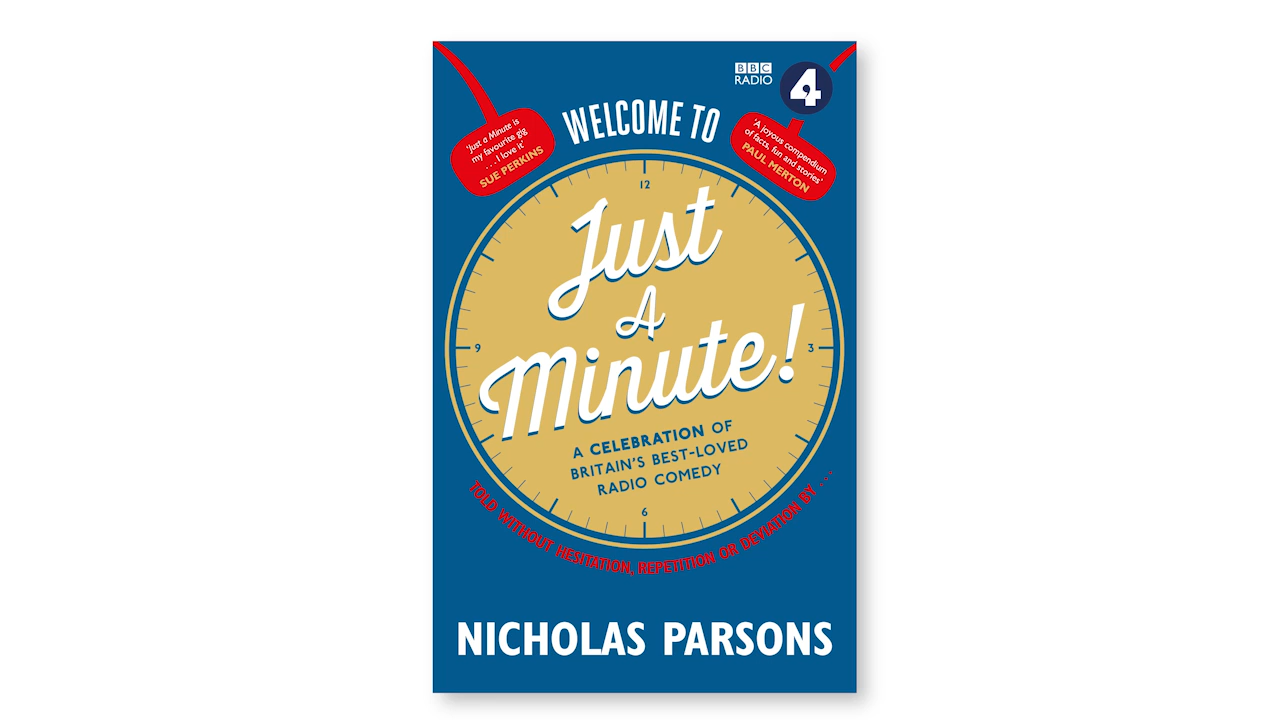 BBC
RADIO
4
WELCOME TO
'Just a Minute is
my favourite gig
...I love it'
SUE PERKINS
'A joyous compendium
of facts, fun and stories'
PAUL MERTON
12
Just
A
Minute!
9
3
A CELEBRATION OF
BRITAIN'S BEST-LOVED
RADIO COMEDY
6
TOLD WITHOUT HESITATION, REPETITION OR DEVIATION BY...
NICHOLAS PARSONS